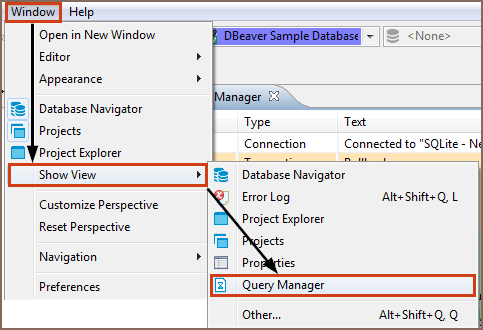 Window Help
DBeaver Sample Database
<None>
Open in New Window
Editor
Appearance
Manager
Database Navigator
Type Text
Projects
Connection Connected to "SQLite - Ne
Project Explorer
Show View
Database Navigator
Customize Perspective
Error Log Alt+Shift+Q, L
Reset Perspective
Project Explorer
Projects
Navigation
Properties
Preferences
Query Manager
Other... Alt+Shift+Q, Q